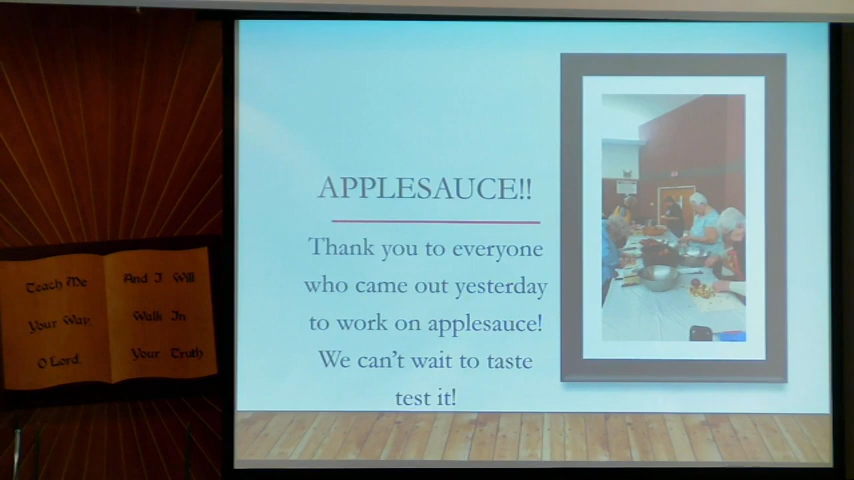 Teach Me
Your Way
O Lord.
And I Will
Walk In
Your Truth
APPLESAUCE!!
Thank you to everyone
who came out yesterday
to work on applesauce!
We can't wait to taste
test it!